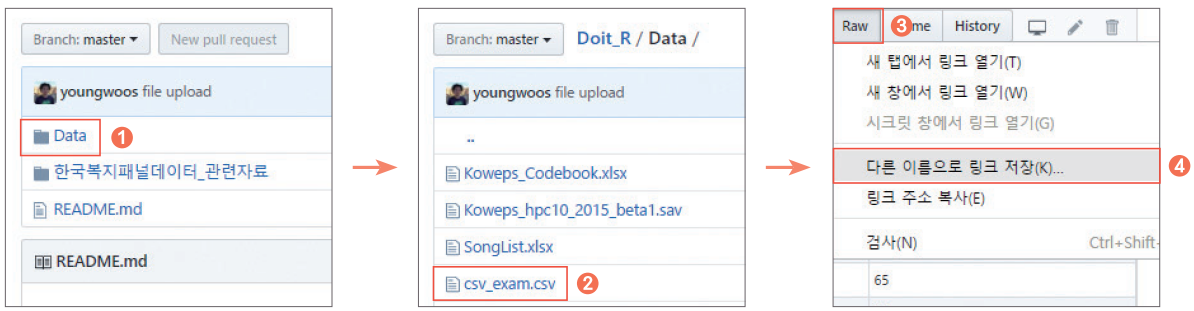 Branch: master
New pull request
youngwoos file upload
Data
1
한국복지패널데이터_관련자료
README.md
README.md
Branch: master
Doit_R / Data /
youngwoos file upload
..
Koweps_Codebook.xlsx
Koweps_hpc10_2015_beta1.sav
SongList.xlsx
csv_exam.csv
2
Raw
3
me
History
새 탭에서 링크 열기(T)
새 창에서 링크 열기(W)
시크릿 창에서 링크 열기(G)
다른 이름으로 링크 저장(K)...
4
링크 주소 복사(E)
검사(N)
Ctrl+Shift-
65